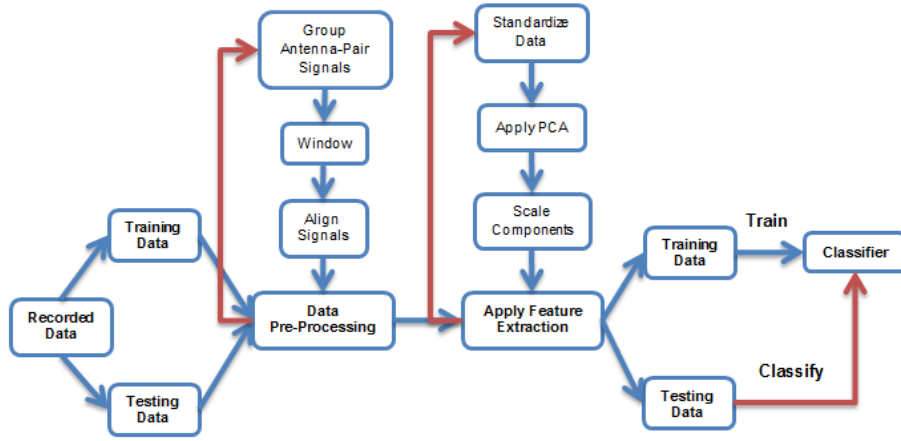 Group
Antenna-Pair
Signals
Window
Align
Signals
Standardize
Data
Apply PCA
Scale
Components
Recorded
Data
Training
Data
Testing
Data
Data
Pre-Processing
Apply Feature
Extraction
Training
Data
Testing
Data
Train
Classify
Classifier